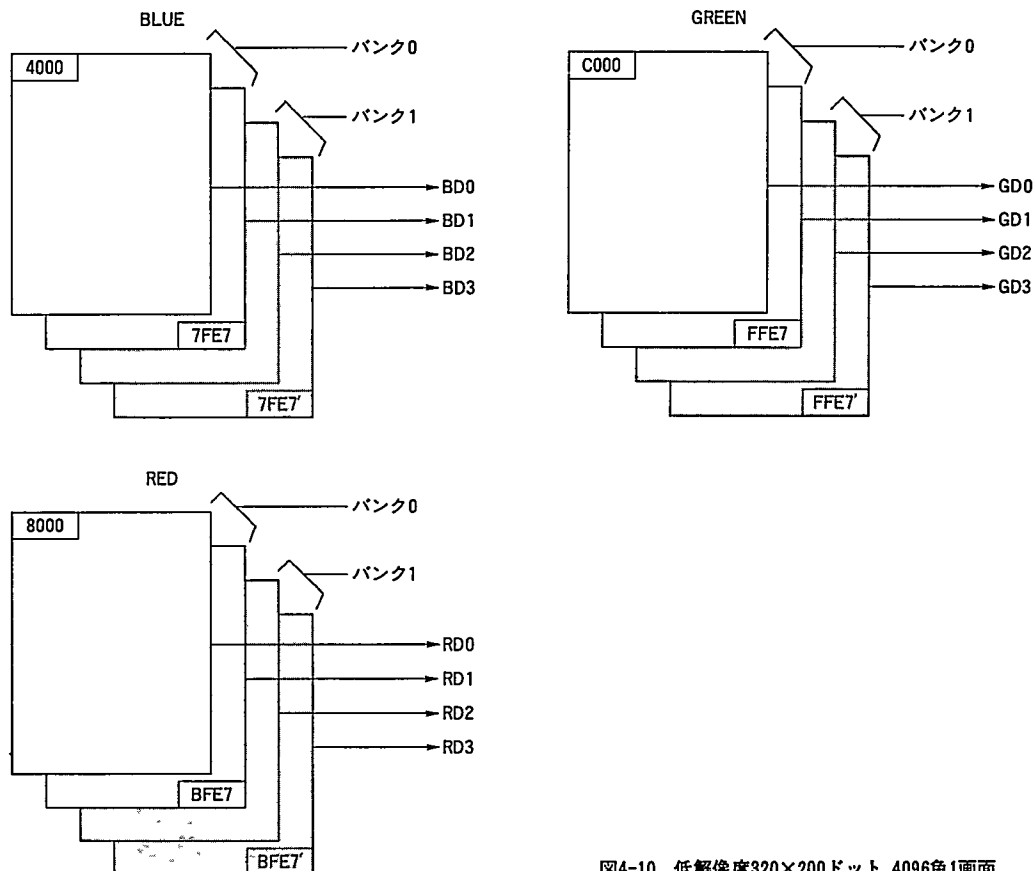 BLUE
バンク0
4000
バンク1
BD0
BD1
BD2
BD3
7FE7
7FE7'
GREEN
バンク0
C000
バンク1
GD0
GD1
GD2
GD3
FFE7
FFE7'
RED
バンク0
8000
バンク1
RD0
RD1
RD2
RD3
BFE7
BFE7'
図4-10 低解像度320×200ドット 4096色1画面